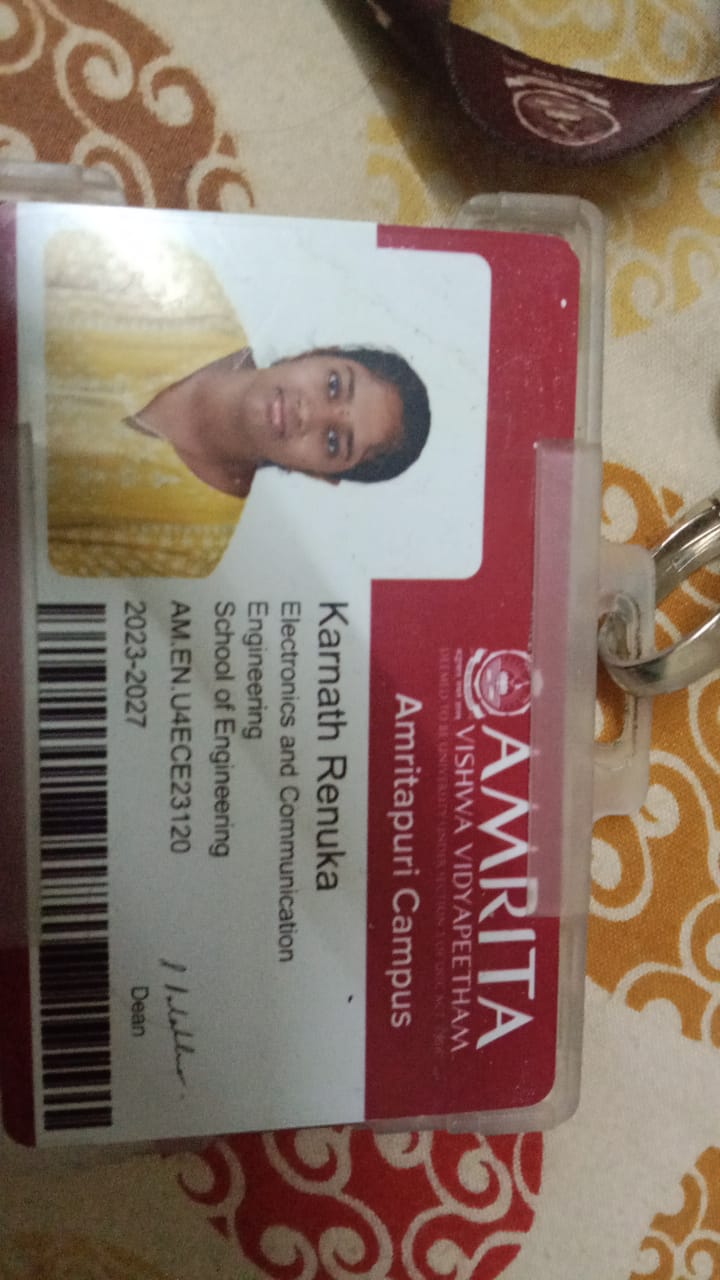 AMRITA
VISHWA VIDYAPEETHAM
Amritapuri Campus
Karnath Renuka
Electronics and Communication
Engineering
School of Engineering
AM.EN.U4ECE23120
2023-2027
Dean